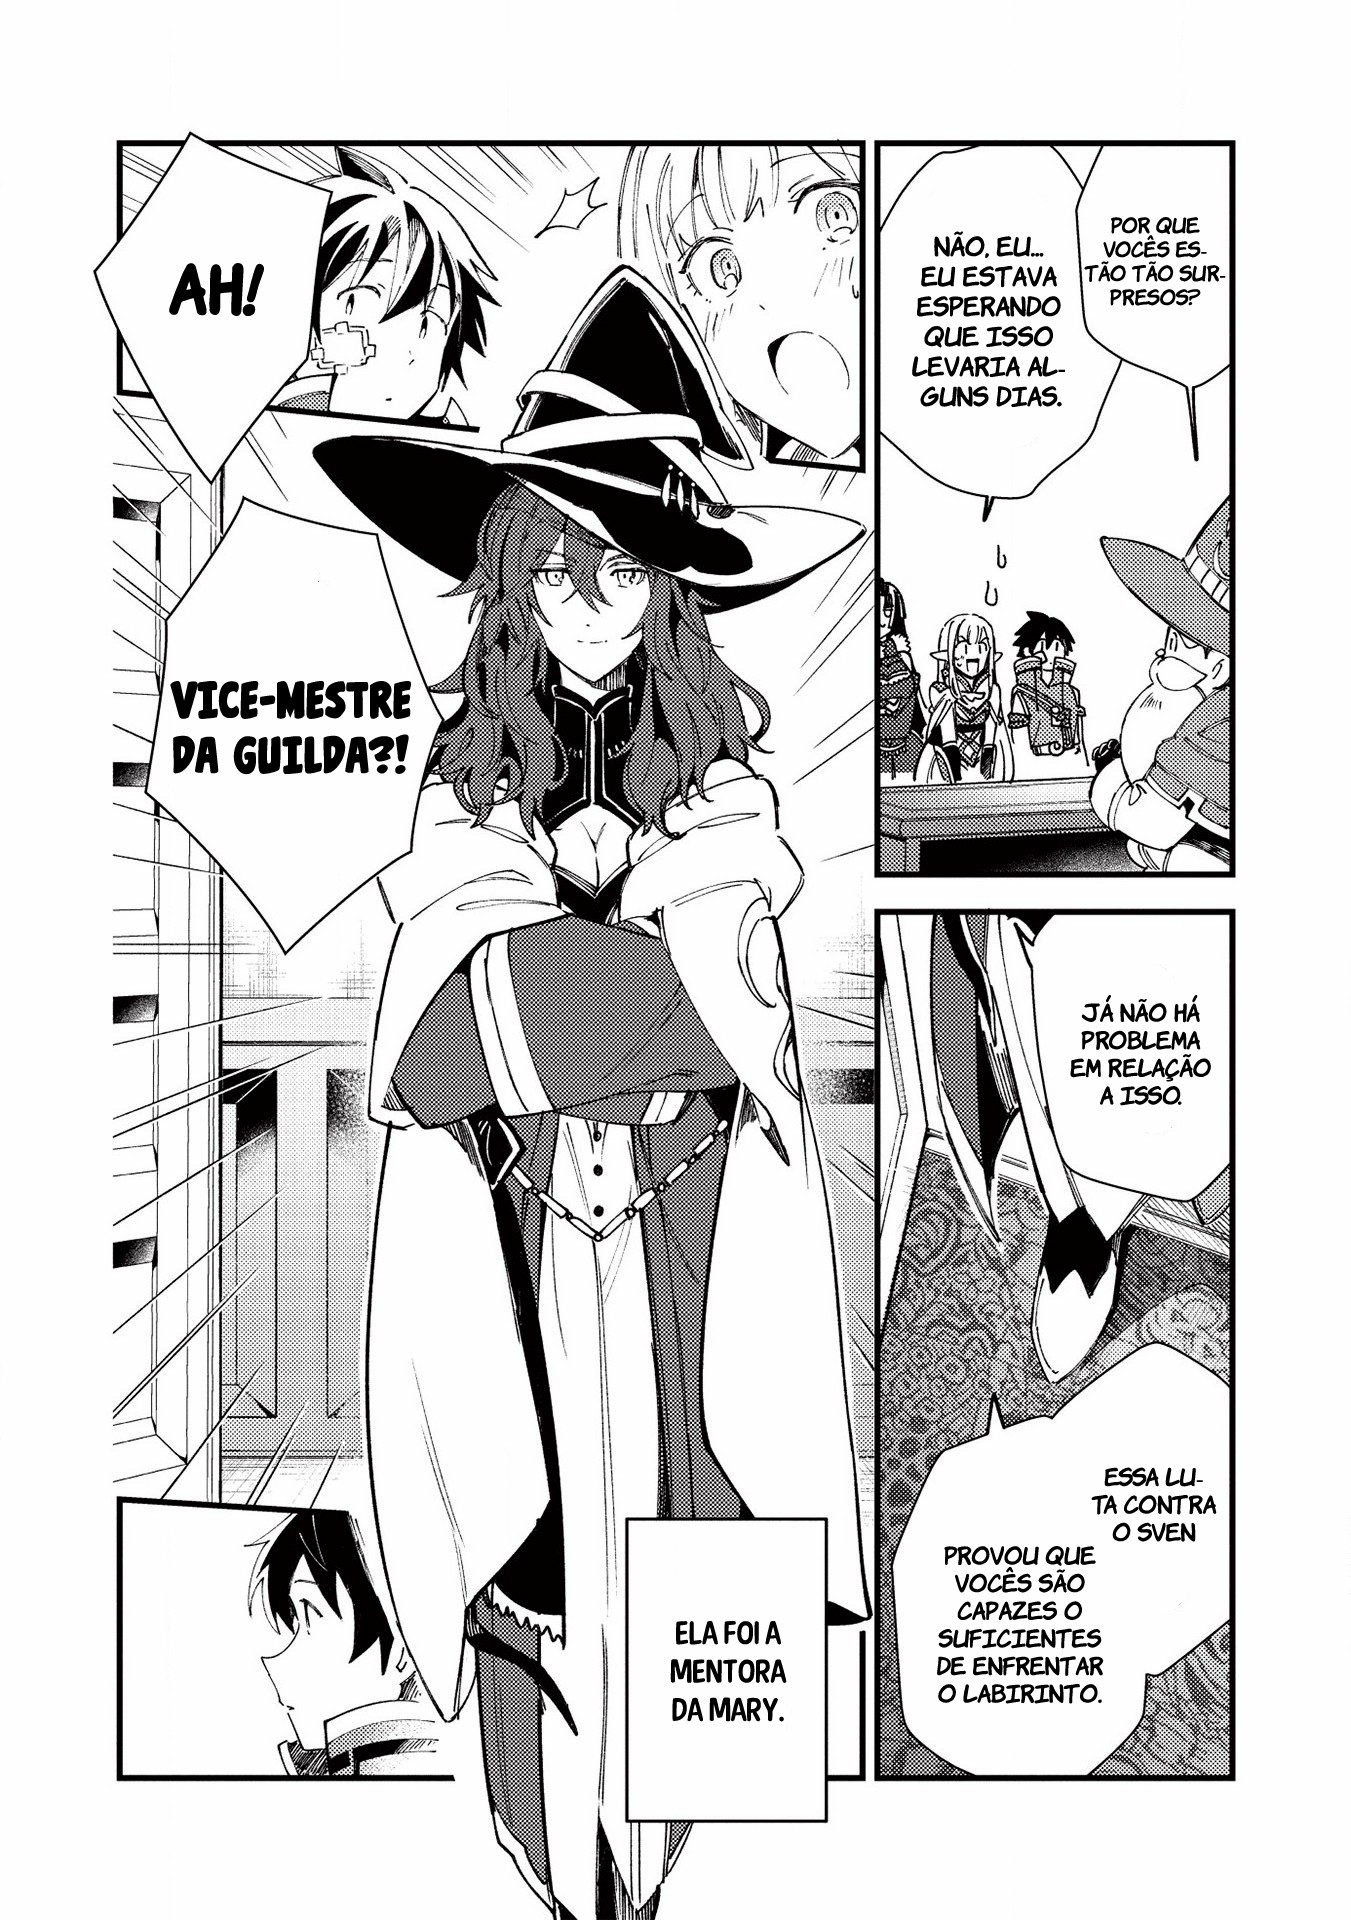 POR QUE
VOCÊS ES-
TÃO TÃO SUR-
PRESOS?
NÃO, EU...
EU ESTAVA
ESPERANDO
QUE ISSO
LEVARIA AL-
GUNS DIAS.
JÁ NÃO HÁ
PROBLEMA
EM RELAÇÃO
A ISSO.
ESSA LU-
TA CONTRA
O SVEN
PROVOU QUE
VOCÊS SÃO
CAPAZES O
SUFICIENTES
DE ENFRENTAR
O LABIRINTO.
AH!
VICE-MESTRE
DA GUILDA?!
ELA FOI A
MENTORA
DA MARY.